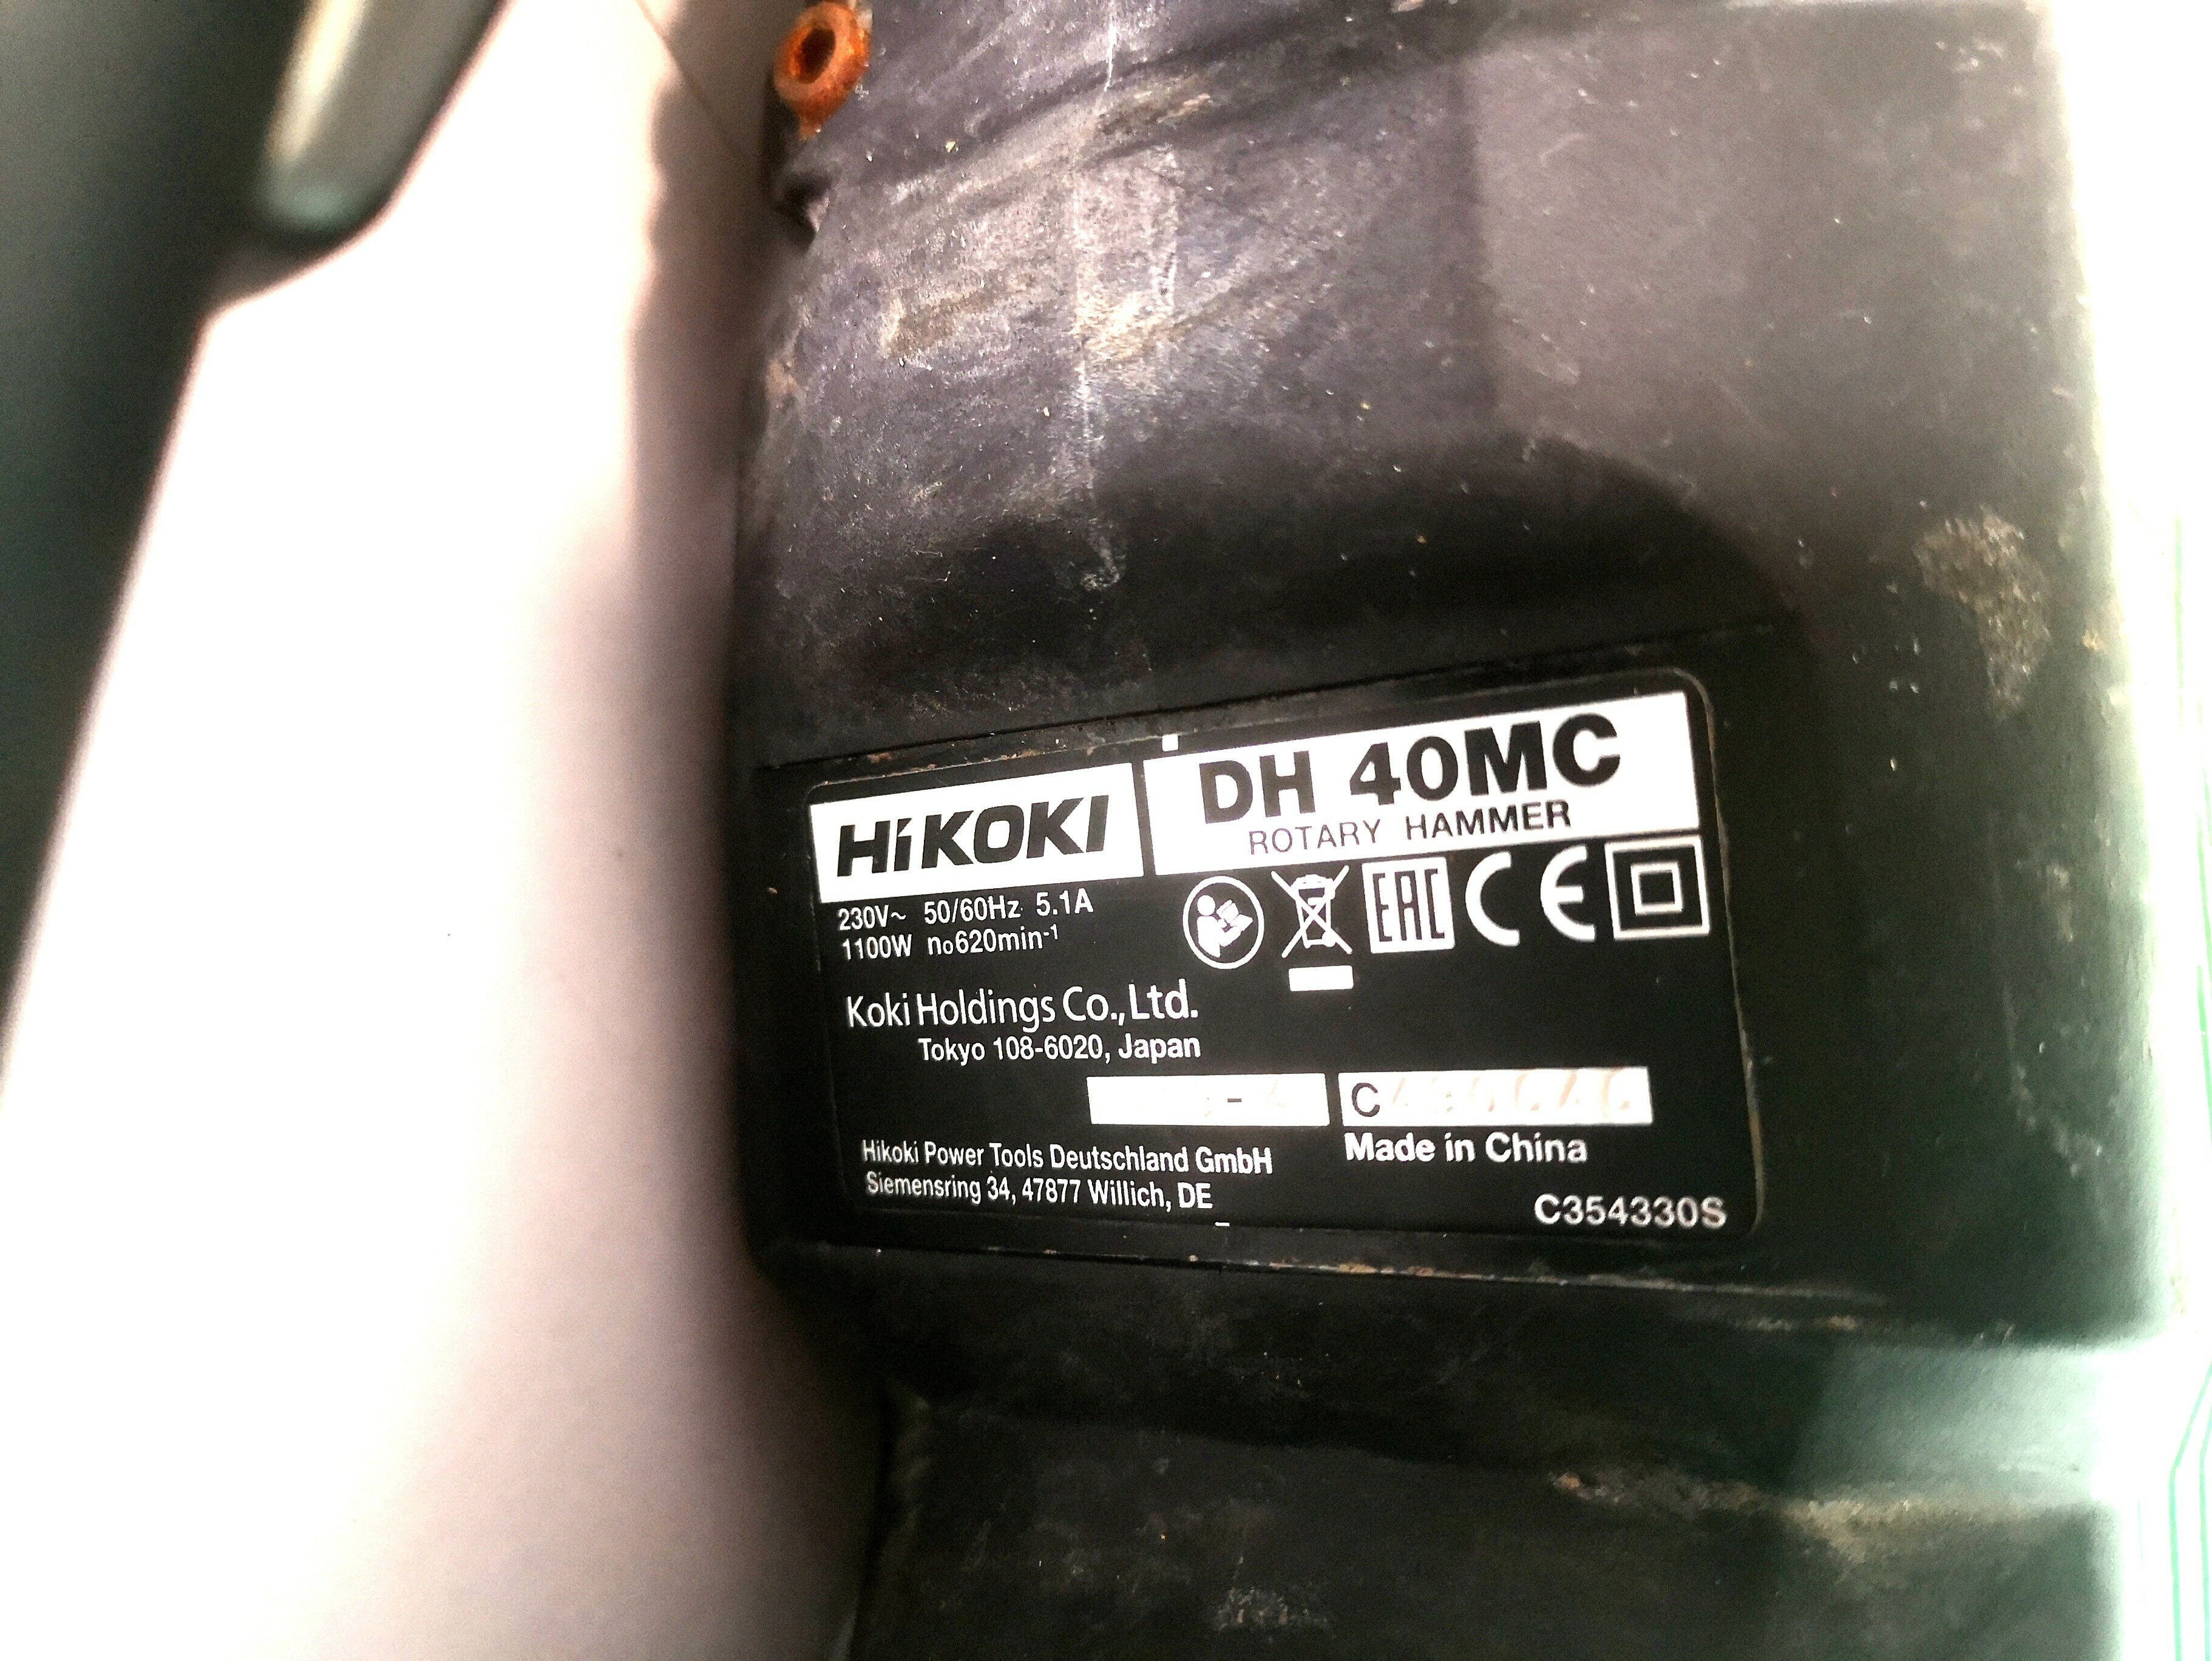 HiKOKI
DH 40MC
ROTARY HAMMER
230V~ 50/60Hz 5.1A
1100W no620min-1
EAC CE
Koki Holdings Co., Ltd.
Tokyo 108-6020, Japan
C
Made in China
Hikoki Power Tools Deutschland GmbH
Siemensring 34, 47877 Willich, DE
C354330S